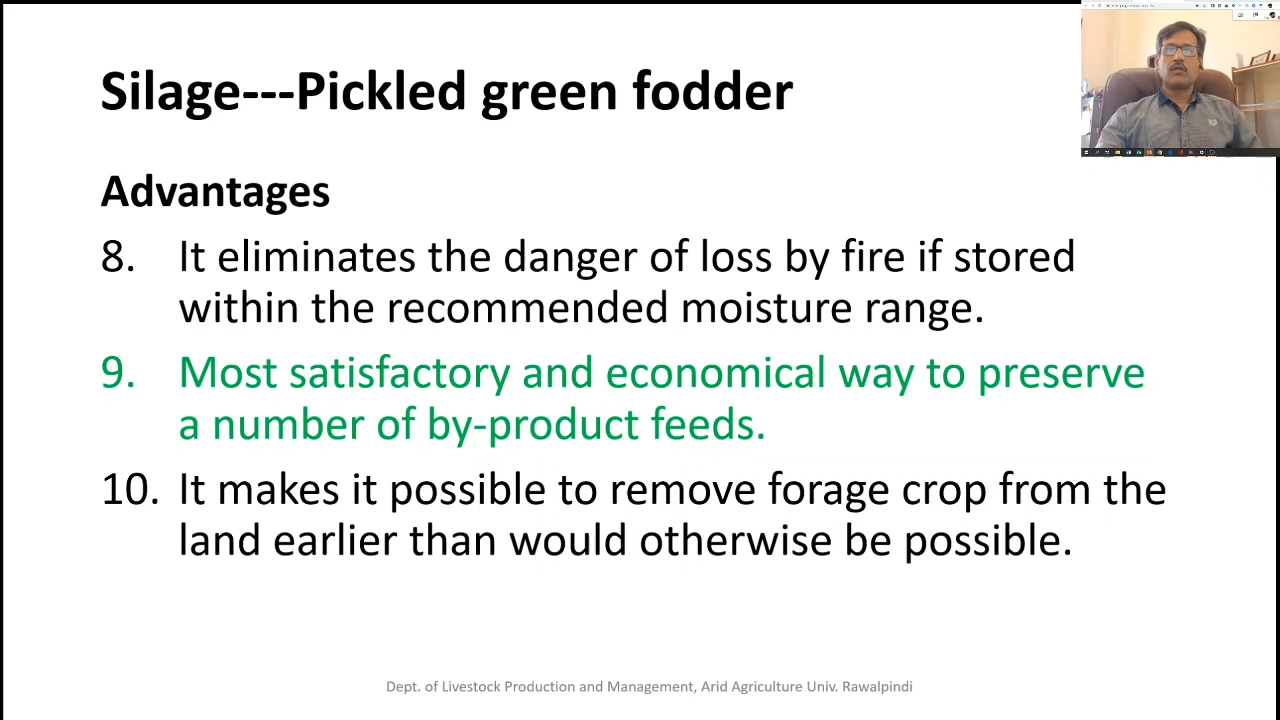 Silage---Pickled green fodder
Advantages
8. It eliminates the danger of loss by fire if stored
within the recommended moisture range.
9. Most satisfactory and economical way to preserve
a number of by-product feeds.
10. It makes it possible to remove forage crop from the
land earlier than would otherwise be possible.
Dept. of Livestock Production and Management, Arid Agriculture Univ. Rawalpindi